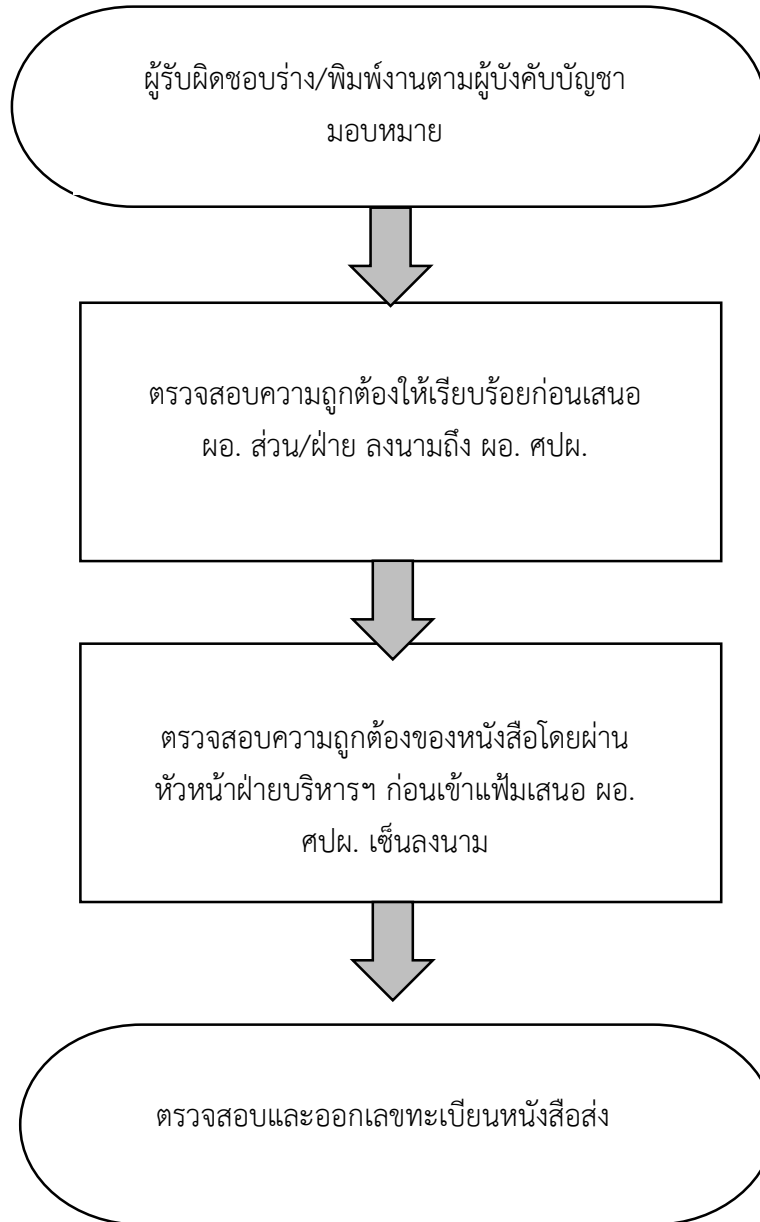 ผู้รับผิดชอบร่าง/พิมพ์งานตามผู้บังคับบัญชา
มอบหมาย
ตรวจสอบความถูกต้องให้เรียบร้อยก่อนเสนอ
ผอ. ส่วน/ฝ่าย ลงนามถึง ผอ. ศปผ.
ตรวจสอบความถูกต้องของหนังสือโดยผ่าน
หัวหน้าฝ่ายบริหารฯ ก่อนเข้าแฟ้มเสนอ ผอ.
ศปผ. เซ็นลงนาม
ตรวจสอบและออกเลขทะเบียนหนังสือส่ง